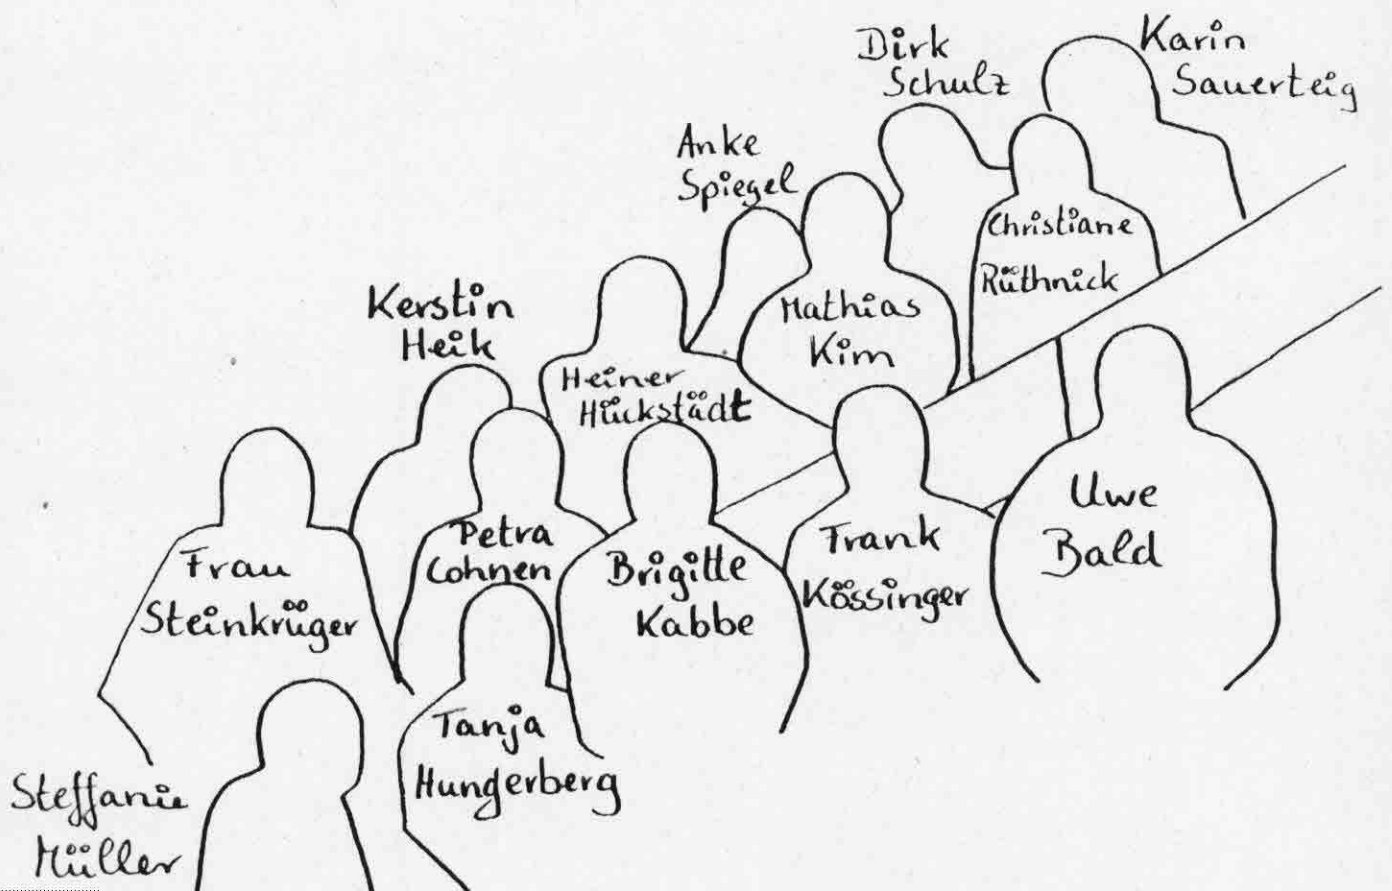 Dirk
Schulz
Karin
Sauerteig
Anke
Spiegel
Christiane
Rüthnick
Mathias
Kim
Kerstin
Heik
Heiner
Hückstädt
Uwe
Bald
Frank
Kössinger
Petra
Cohnen
Brigitte
Kabbe
Frau
Steinkrüger
Tanja
Hungerberg
Steffanie
Müller